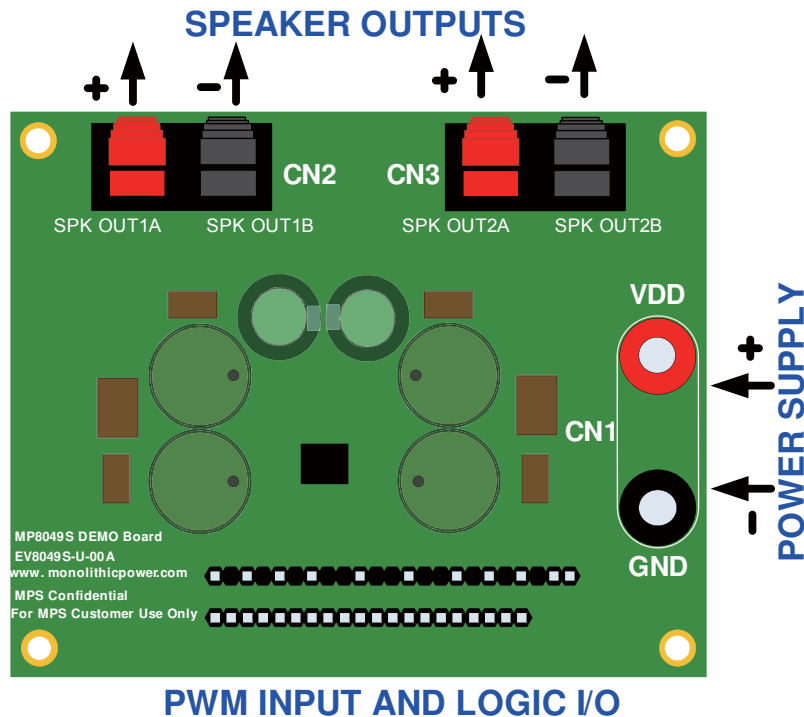 SPEAKER OUTPUTS
+ - + -
CN2 CN3
SPK OUT1A SPK OUT1B SPK OUT2A SPK OUT2B
VDD
+
CN1
POWER SUPPLY
-
GND
MP8049S DEMO Board
EV8049S-U-00A
www. monolithicpower.com
MPS Confidential
For MPS Customer Use Only
PWM INPUT AND LOGIC I/O